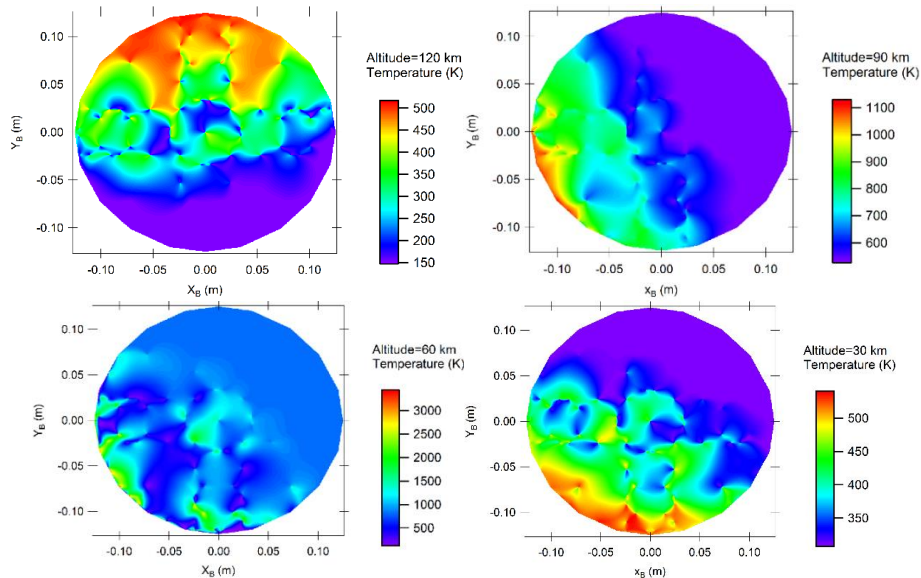 Altitude=120 km
Temperature (K)
500
450
400
350
300
250
200
150
0.10
0.05
0.00
-0.05
-0.10
Y_B (m)
-0.10 -0.05 0.00 0.05 0.10
X_B (m)
Altitude=90 km
Temperature (K)
1100
1000
900
800
700
600
0.10
0.05
0.00
-0.05
-0.10
Y_B (m)
-0.10 -0.05 0.00 0.05 0.10
x_B (m)
Altitude=60 km
Temperature (K)
3000
2500
2000
1500
1000
500
0.10
0.05
0.00
-0.05
-0.10
Y_B (m)
-0.10 -0.05 0.00 0.05 0.10
X_B (m)
Altitude=30 km
Temperature (K)
500
450
400
350
0.10
0.05
0.00
-0.05
-0.10
Y_B (m)
-0.10 -0.05 0.00 0.05 0.10
x_B (m)